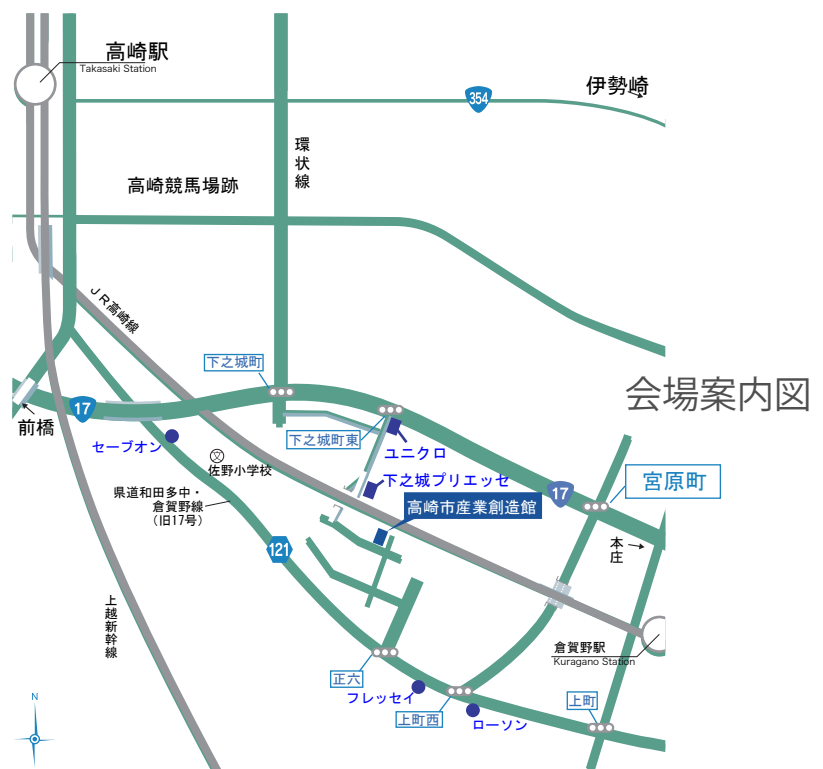 高崎駅
Takasaki Station
伊勢崎
354
環状線
高崎競馬場跡
JR高崎線
下之城町
会場案内図
17
前橋
セーブオン
下之城町東
ユニクロ
文
佐野小学校
下之城プリエッセ
宮原町
17
県道和田多中・
倉賀野線
(旧17号)
高崎市産業創造館
121
本庄
上越新幹線
倉賀野駅
Kuragano Station
正六
フレッセイ
上町西
上町
ローソン
N